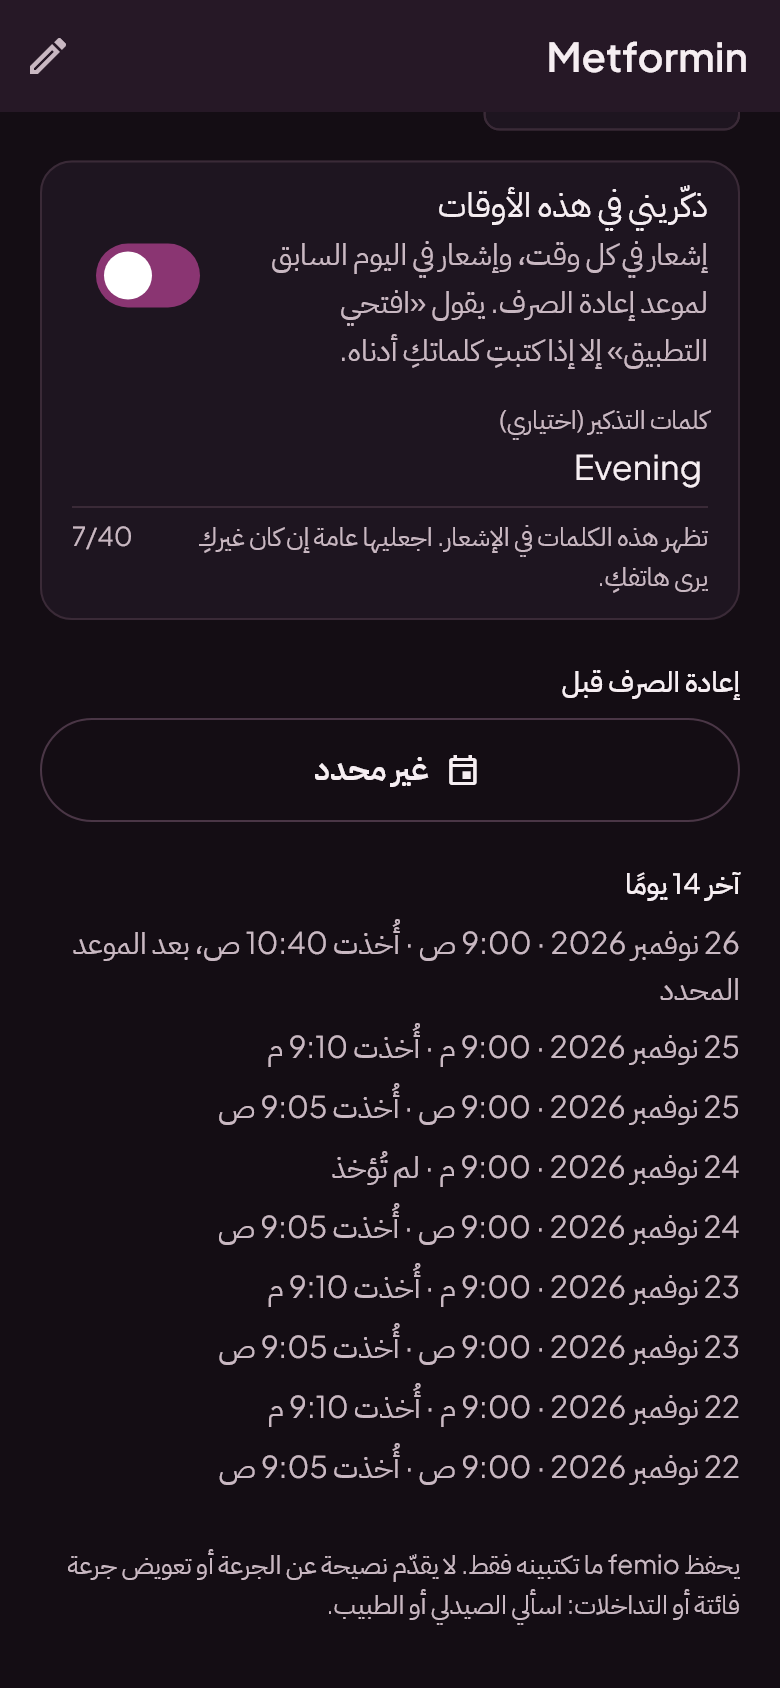 Metformin
ذكّريني في هذه الأوقات
إشعار في كل وقت، وإشعار في اليوم السابق
لموعد إعادة الصرف. يقول «افتحي
التطبيق» إلا إذا كتبتِ كلماتكِ أدناه.
كلمات التذكير (اختياري)
Evening
تظهر هذه الكلمات في الإشعار. اجعليها عامة إن كان غيركِ
يرى هاتفكِ.
7/40
إعادة الصرف قبل
غير محدد
آخر 14 يومًا
26 نوفمبر 2026 · 9:00 ص · أُخذت 10:40 ص، بعد الموعد
المحدد
25 نوفمبر 2026 · 9:00 م · أُخذت 9:10 م
25 نوفمبر 2026 · 9:00 ص · أُخذت 9:05 ص
24 نوفمبر 2026 · 9:00 م · لم تُؤخذ
24 نوفمبر 2026 · 9:00 ص · أُخذت 9:05 ص
23 نوفمبر 2026 · 9:00 م · أُخذت 9:10 م
23 نوفمبر 2026 · 9:00 ص · أُخذت 9:05 ص
22 نوفمبر 2026 · 9:00 م · أُخذت 9:10 م
22 نوفمبر 2026 · 9:00 ص · أُخذت 9:05 ص
يحفظ femio ما تكتبينه فقط. لا يقدّم نصيحة عن الجرعة أو تعويض جرعة
فائتة أو التداخلات: اسألي الصيدلي أو الطبيب.